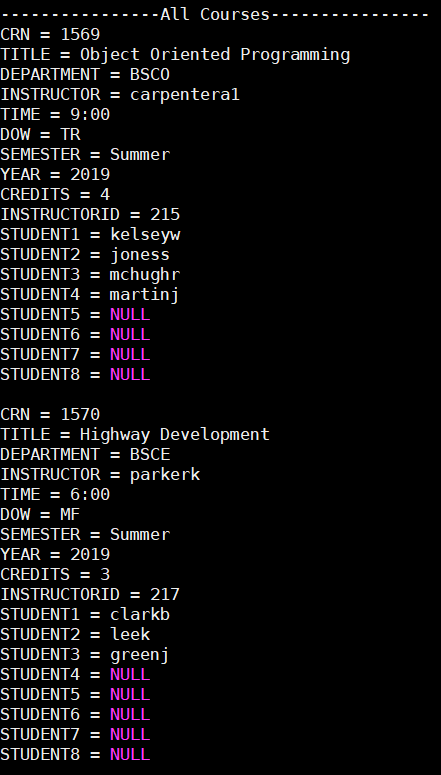 ----------------All Courses----------------
CRN = 1569
TITLE = Object Oriented Programming
DEPARTMENT = BSCO
INSTRUCTOR = carpentera1
TIME = 9:00
DOW = TR
SEMESTER = Summer
YEAR = 2019
CREDITS = 4
INSTRUCTORID = 215
STUDENT1 = kelseyw
STUDENT2 = joness
STUDENT3 = mchughr
STUDENT4 = martinj
STUDENT5 = NULL
STUDENT6 = NULL
STUDENT7 = NULL
STUDENT8 = NULL

CRN = 1570
TITLE = Highway Development
DEPARTMENT = BSCE
INSTRUCTOR = parkerk
TIME = 6:00
DOW = MF
SEMESTER = Summer
YEAR = 2019
CREDITS = 3
INSTRUCTORID = 217
STUDENT1 = clarkb
STUDENT2 = leek
STUDENT3 = greenj
STUDENT4 = NULL
STUDENT5 = NULL
STUDENT6 = NULL
STUDENT7 = NULL
STUDENT8 = NULL